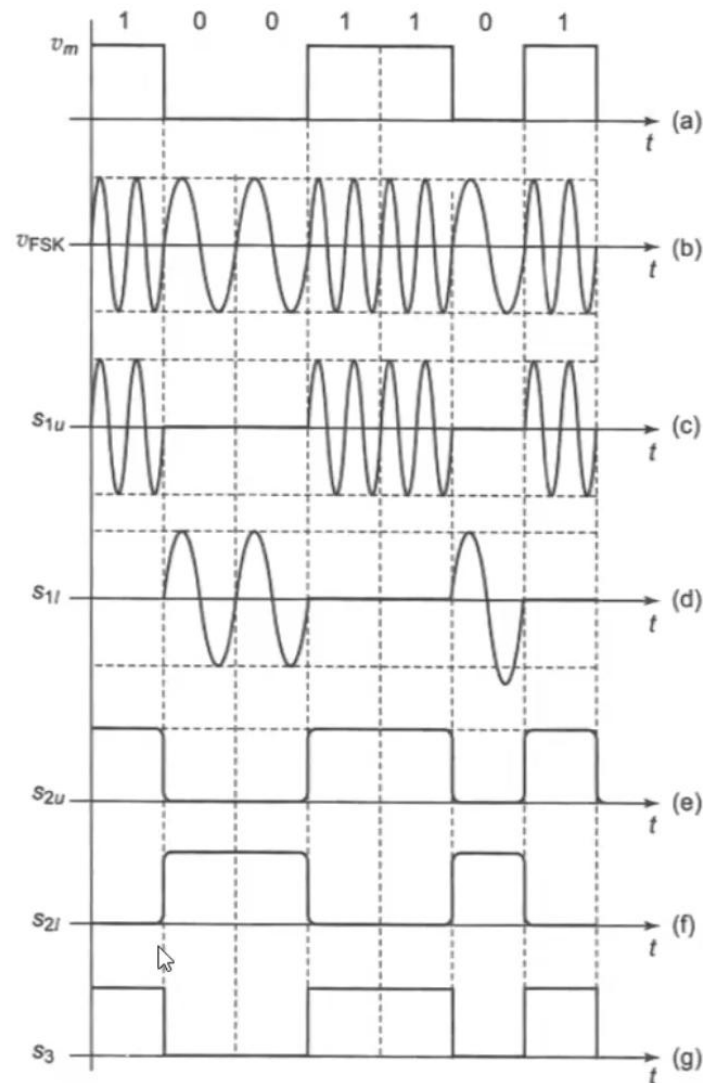 1 0 0 1 1 0 1
v_m
t (a)
v_FSK
t (b)
s_1u
t (c)
s_1l
t (d)
s_2u
t (e)
s_2l
t (f)
s_3
t (g)